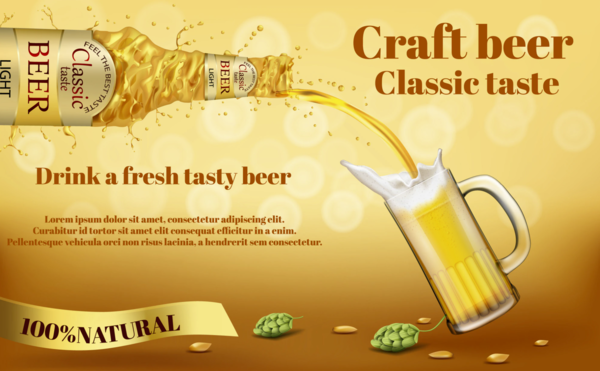 Craft beer
Classic taste
FEEL THE BEST TASTE
Classic
taste
BEER
LIGHT
Classic
taste
BEER
LIGHT
Drink a fresh tasty beer
Lorem ipsum dolor sit amet, consectetur adipiscing elit.
Curabitur id tortor sit amet elit consequat efficitur in a enim.
Pellentesque vehicula orci non risus lacinia, a hendrerit sem consectetur.
100%NATURAL